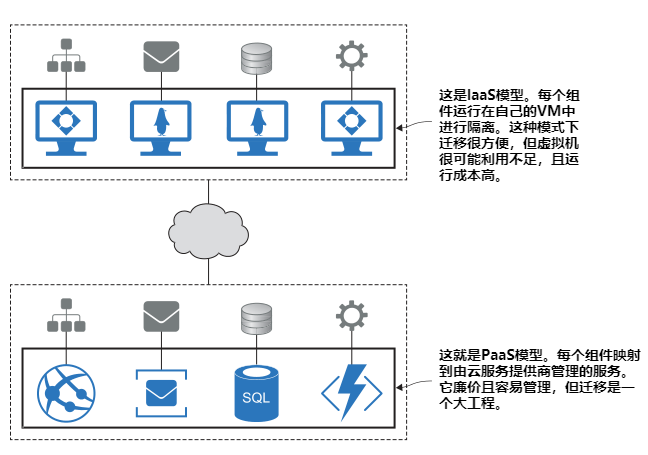 这是IaaS模型。每个组
件运行在自己的VM中
进行隔离。这种模式下
迁移很方便，但虚拟机
很可能利用不足，且运
行成本高。
这就是PaaS模型。每个组件映射
到由云服务提供商管理的服务。
它廉价且容易管理，但迁移是一
个大工程。
SQL